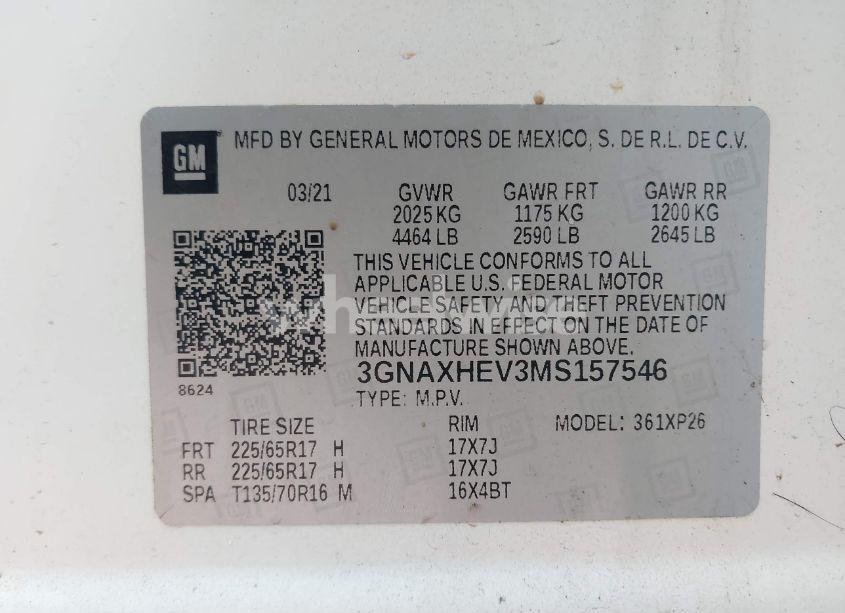 GM
MFD BY GENERAL MOTORS DE MEXICO, S. DE R.L. DE C.V.
03/21 GVWR GAWR FRT GAWR RR
2025 KG 1175 KG 1200 KG
4464 LB 2590 LB 2645 LB
THIS VEHICLE CONFORMS TO ALL
APPLICABLE U.S. FEDERAL MOTOR
VEHICLE SAFETY AND THEFT PREVENTION
STANDARDS IN EFFECT ON THE DATE OF
MANUFACTURE SHOWN ABOVE.
8624
3GNAXHEV3MS157546
TYPE: M.P.V.
TIRE SIZE RIM MODEL: 361XP26
FRT 225/65R17 H 17X7J
RR 225/65R17 H 17X7J
SPA T135/70R16 M 16X4BT